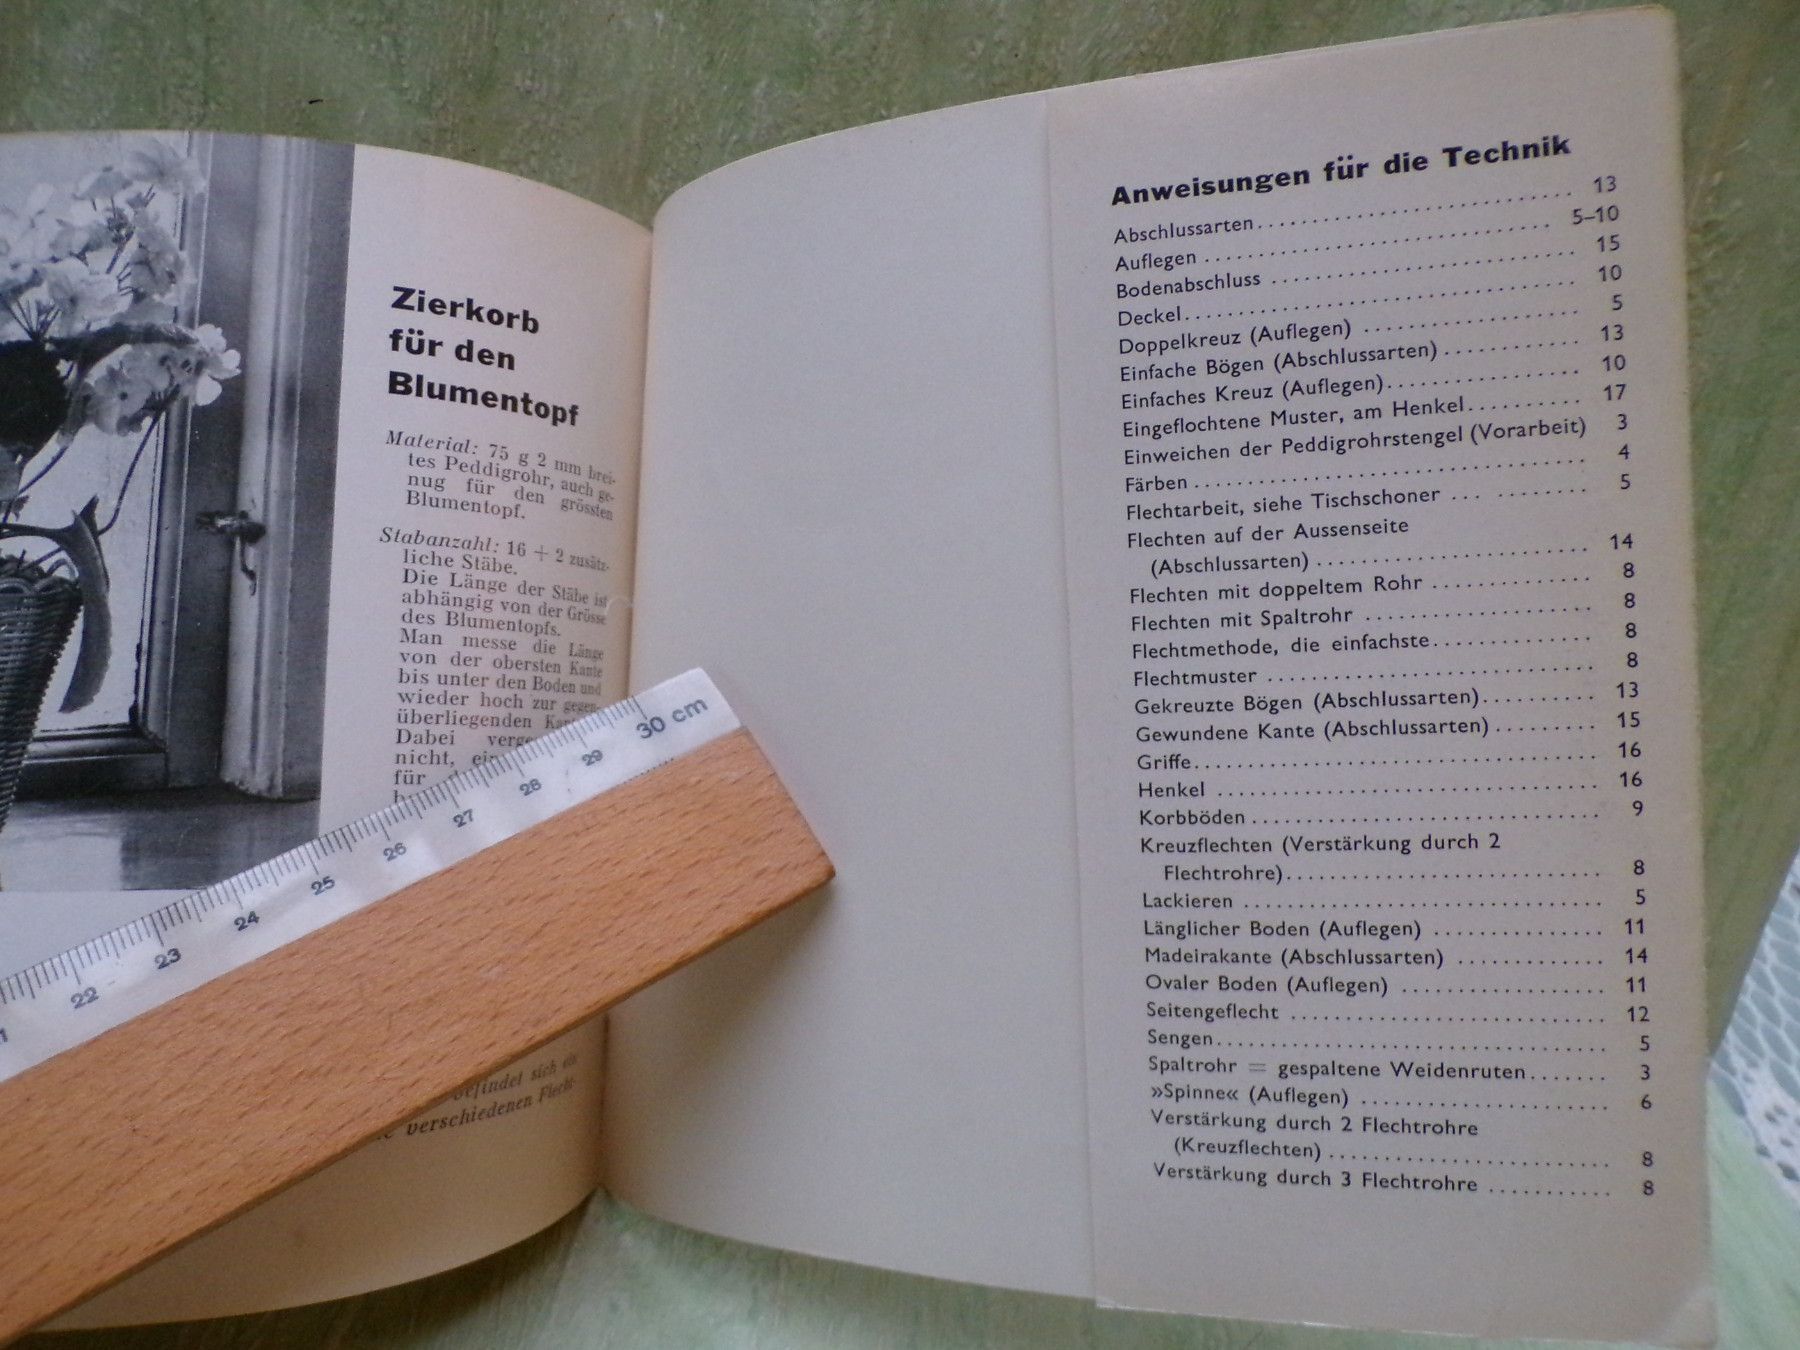 Zierkorb
für den
Blumentopf
Material: 75 g 2 mm brei-
tes Peddigrohr, auch ge-
nug für den grössten
Blumentopf.
Stabanzahl: 16 + 2 zusätz-
liche Stäbe.
Die Länge der Stäbe ist
abhängig von der Grösse
des Blumentopfs.
Man messe die Länge
von der obersten Kante
bis unter den Boden und
wieder hoch zur gegen-
überliegenden
Dabei
nicht,
für
befindet sich
verschiedenen Flecht-
22 23 24 25 26 27 28 29 30 cm
Anweisungen für die Technik
Abschlussarten . . . . . . . . . . . . . . . . . . . . . . . . . . . . . 13
Auflegen . . . . . . . . . . . . . . . . . . . . . . . . . . . . . . . . 5–10
Bodenabschluss . . . . . . . . . . . . . . . . . . . . . . . . . . . . 15
Deckel . . . . . . . . . . . . . . . . . . . . . . . . . . . . . . . . . . . 10
Doppelkreuz (Auflegen) . . . . . . . . . . . . . . . . . . . . 5
Einfache Bögen (Abschlussarten) . . . . . . . . . . . . 13
Einfaches Kreuz (Auflegen) . . . . . . . . . . . . . . . . . 10
Eingeflochtene Muster, am Henkel . . . . . . . . . . 17
Einweichen der Peddigrohrstengel (Vorarbeit) 3
Färben . . . . . . . . . . . . . . . . . . . . . . . . . . . . . . . . . . . 4
Flechtarbeit, siehe Tischschoner . . . . . . . . . . . 5
Flechten auf der Aussenseite
(Abschlussarten) . . . . . . . . . . . . . . . . . . . . . . . . . 14
Flechten mit doppeltem Rohr . . . . . . . . . . . . . . 8
Flechten mit Spaltrohr . . . . . . . . . . . . . . . . . . . . . 8
Flechtmethode, die einfachste . . . . . . . . . . . . . . 8
Flechtmuster . . . . . . . . . . . . . . . . . . . . . . . . . . . . . 8
Gekreuzte Bögen (Abschlussarten) . . . . . . . . . . 13
Gewundene Kante (Abschlussarten) . . . . . . . . . 15
Griffe . . . . . . . . . . . . . . . . . . . . . . . . . . . . . . . . . . . . 16
Henkel . . . . . . . . . . . . . . . . . . . . . . . . . . . . . . . . . . . 16
Korbböden . . . . . . . . . . . . . . . . . . . . . . . . . . . . . . . 9
Kreuzflechten (Verstärkung durch 2
Flechtrohre) . . . . . . . . . . . . . . . . . . . . . . . . . . . . 8
Lackieren . . . . . . . . . . . . . . . . . . . . . . . . . . . . . . . . 5
Länglicher Boden (Auflegen) . . . . . . . . . . . . . . . 11
Madeirakante (Abschlussarten) . . . . . . . . . . . . . 14
Ovaler Boden (Auflegen) . . . . . . . . . . . . . . . . . . 11
Seitengeflecht . . . . . . . . . . . . . . . . . . . . . . . . . . . . 12
Sengen . . . . . . . . . . . . . . . . . . . . . . . . . . . . . . . . . . . 5
Spaltrohr = gespaltene Weidenruten . . . . . . . 3
»Spinne« (Auflegen) . . . . . . . . . . . . . . . . . . . . . . 6
Verstärkung durch 2 Flechtrohre
(Kreuzflechten) . . . . . . . . . . . . . . . . . . . . . . . . . 8
Verstärkung durch 3 Flechtrohre . . . . . . . . . . . 8